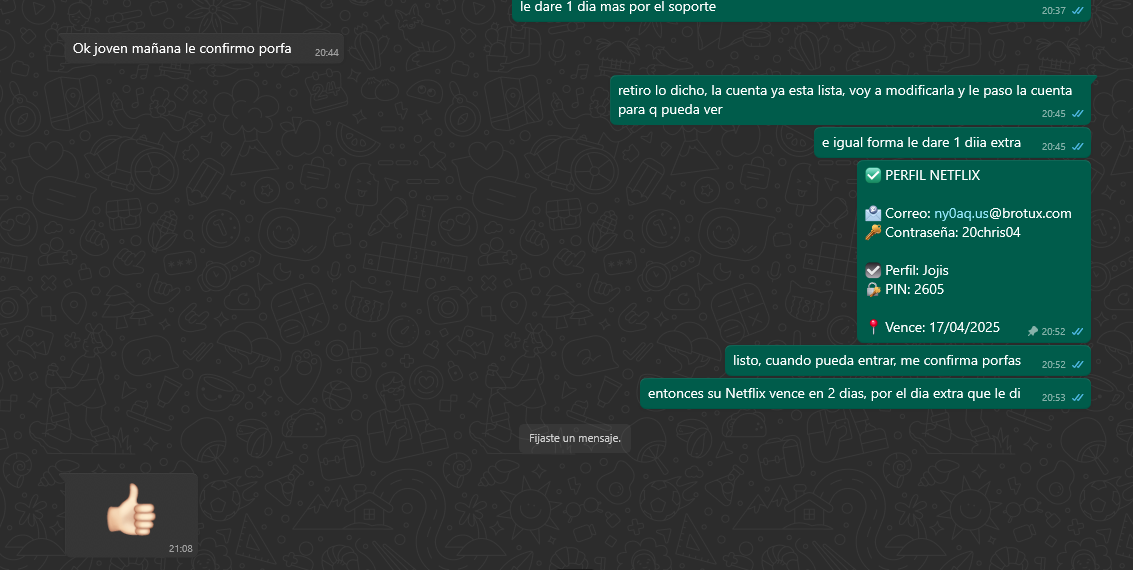 le dare 1 dia mas por el soporte
20:37
Ok joven mañana le confirmo porfa
20:44
retiro lo dicho, la cuenta ya esta lista, voy a modificarla y le paso la cuenta
para q pueda ver
20:45
e igual forma le dare 1 diia extra
20:45
PERFIL NETFLIX
Correo: ny0aq.us@brotux.com
Contraseña: 20chris04
Perfil: Jojis
PIN: 2605
Vence: 17/04/2025
20:52
listo, cuando pueda entrar, me confirma porfas
20:52
entonces su Netflix vence en 2 dias, por el dia extra que le di
20:53
Fijaste un mensaje.
21:08